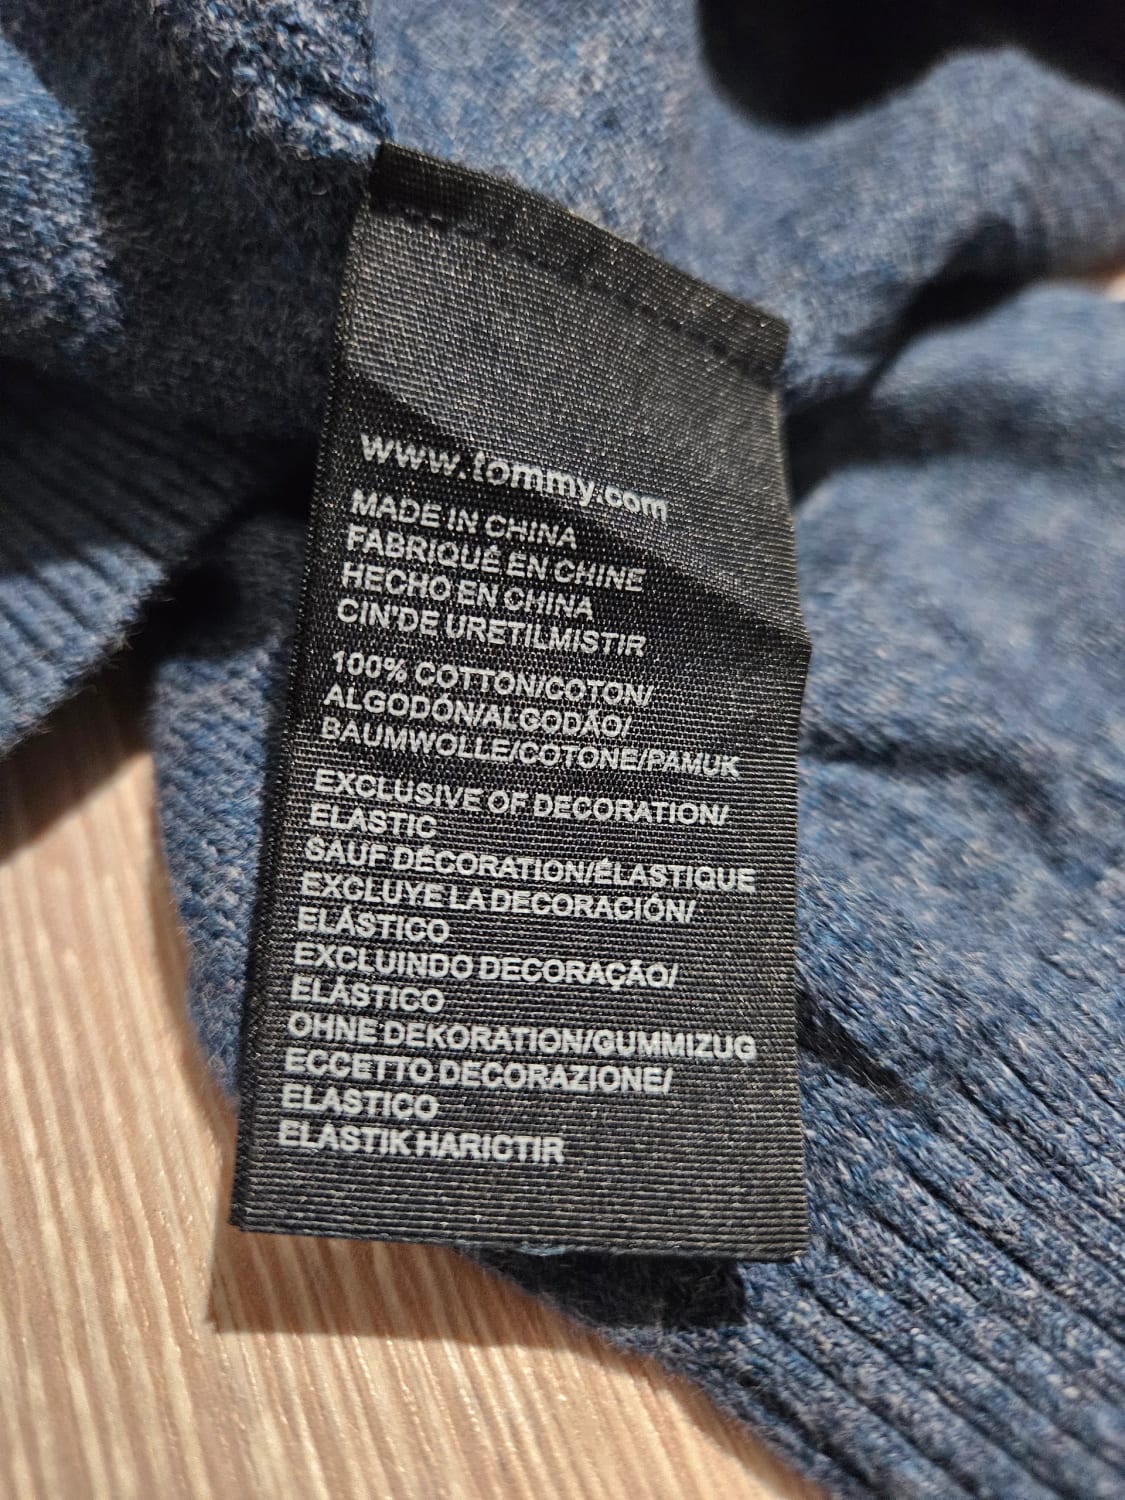 www.tommy.com
MADE IN CHINA
FABRIQUÉ EN CHINE
HECHO EN CHINA
CIN'DE URETILMISTIR
100% COTTON/COTON/
ALGODÓN/ALGODÃO/
BAUMWOLLE/COTONE/PAMUK
EXCLUSIVE OF DECORATION/
ELASTIC
SAUF DÉCORATION/ÉLASTIQUE
EXCLUYE LA DECORACIÓN/
ELÁSTICO
EXCLUINDO DECORAÇÃO/
ELÁSTICO
OHNE DEKORATION/GUMMIZUG
ECCETTO DECORAZIONE/
ELASTICO
ELASTIK HARICTIR